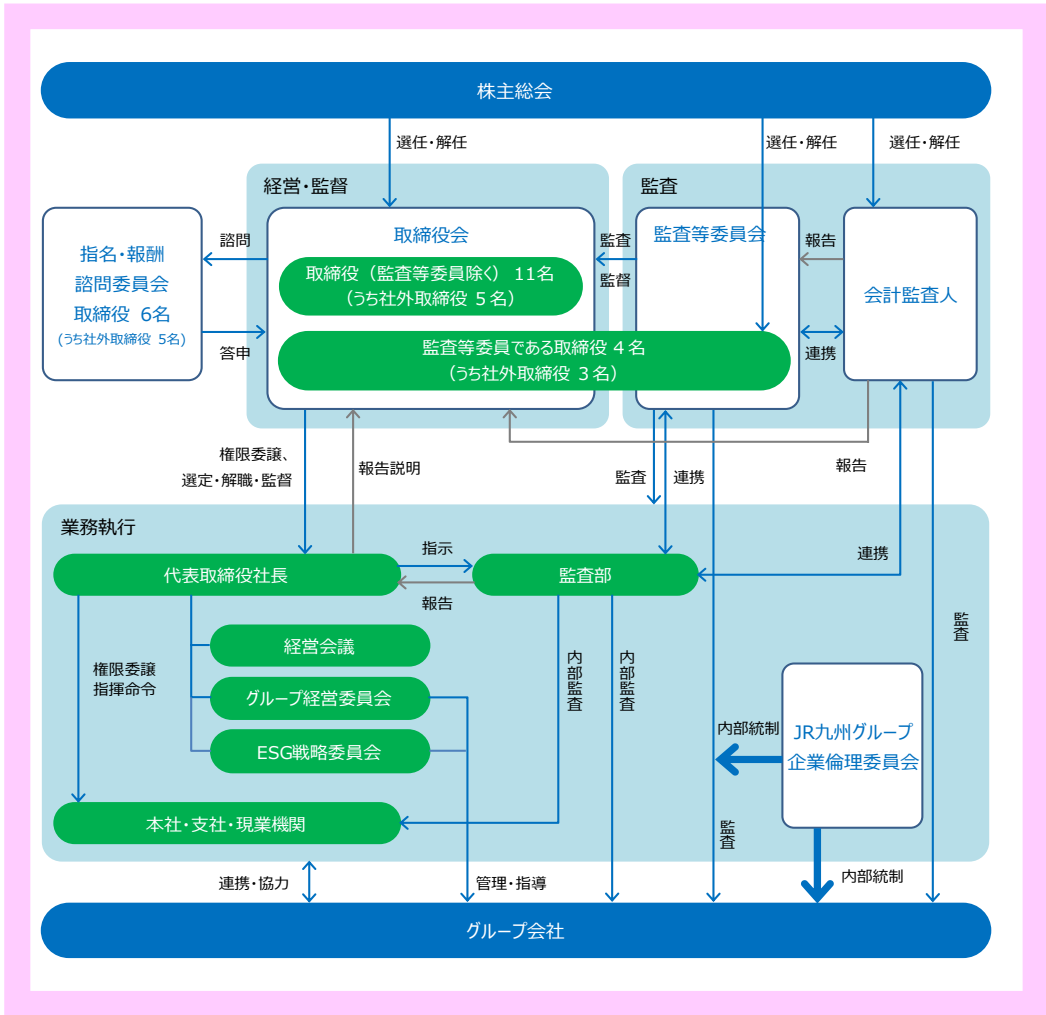 株主総会
選任・解任
選任・解任
選任・解任
経営・監督
監査
指名・報酬
諮問委員会
取締役 6名
(うち社外取締役 5名)
諮問
答申
取締役会
取締役（監査等委員除く） 11名
（うち社外取締役 5名）
監査等委員である取締役 4名
（うち社外取締役 3名）
監査
監督
監査等委員会
報告
連携
会計監査人
権限委譲、
選定・解職・監督
報告説明
監査
連携
報告
業務執行
代表取締役社長
指示
報告
監査部
連携
監査
経営会議
グループ経営委員会
ESG戦略委員会
権限委譲
指揮命令
内部監査
内部監査
内部統制
JR九州グループ
企業倫理委員会
本社・支社・現業機関
監査
連携・協力
管理・指導
内部統制
グループ会社